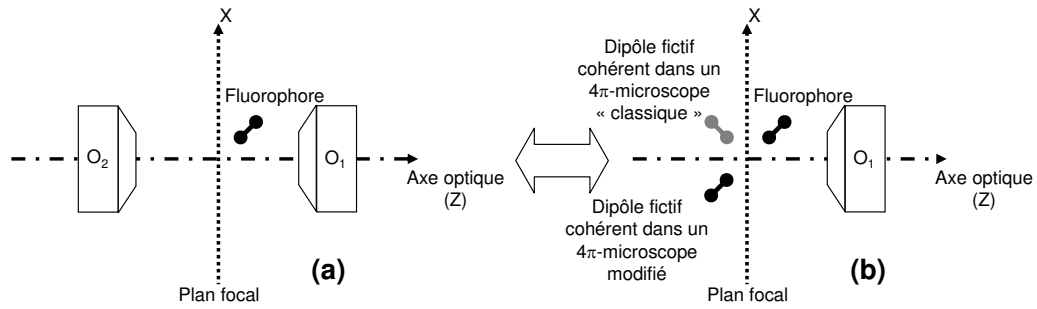 X
Fluorophore
O2
O1
Axe optique
(Z)
(a)
Plan focal
Dipôle fictif
cohérent dans un
4π-microscope
« classique »
X
Fluorophore
O1
Axe optique
(Z)
Dipôle fictif
cohérent dans un
4π-microscope
modifié
(b)
Plan focal